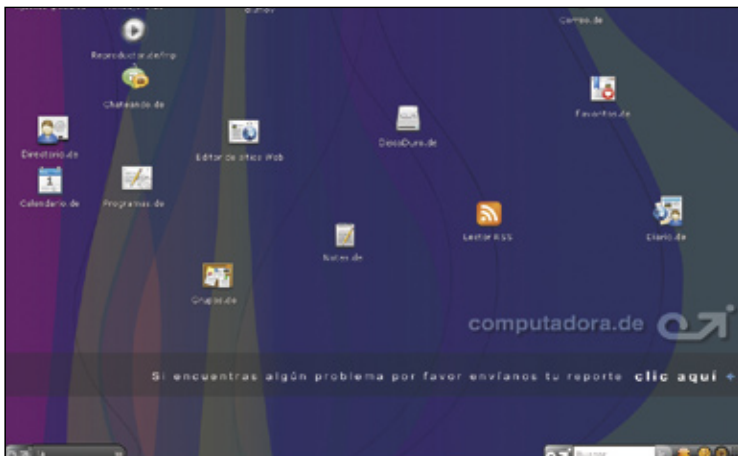 Correo.de
Reproductor.de/mp
Chateando.de
Favoritos.de
DiscoDuro.de
Directorio.de
Editor de sitios Web
Calendario.de
Programas.de
Lector RSS
Diario.de
Notas.de
Grupos.de
computadora.de
Si encuentras algún problema por favor envíanos tu reporte clic aquí +
Buscar